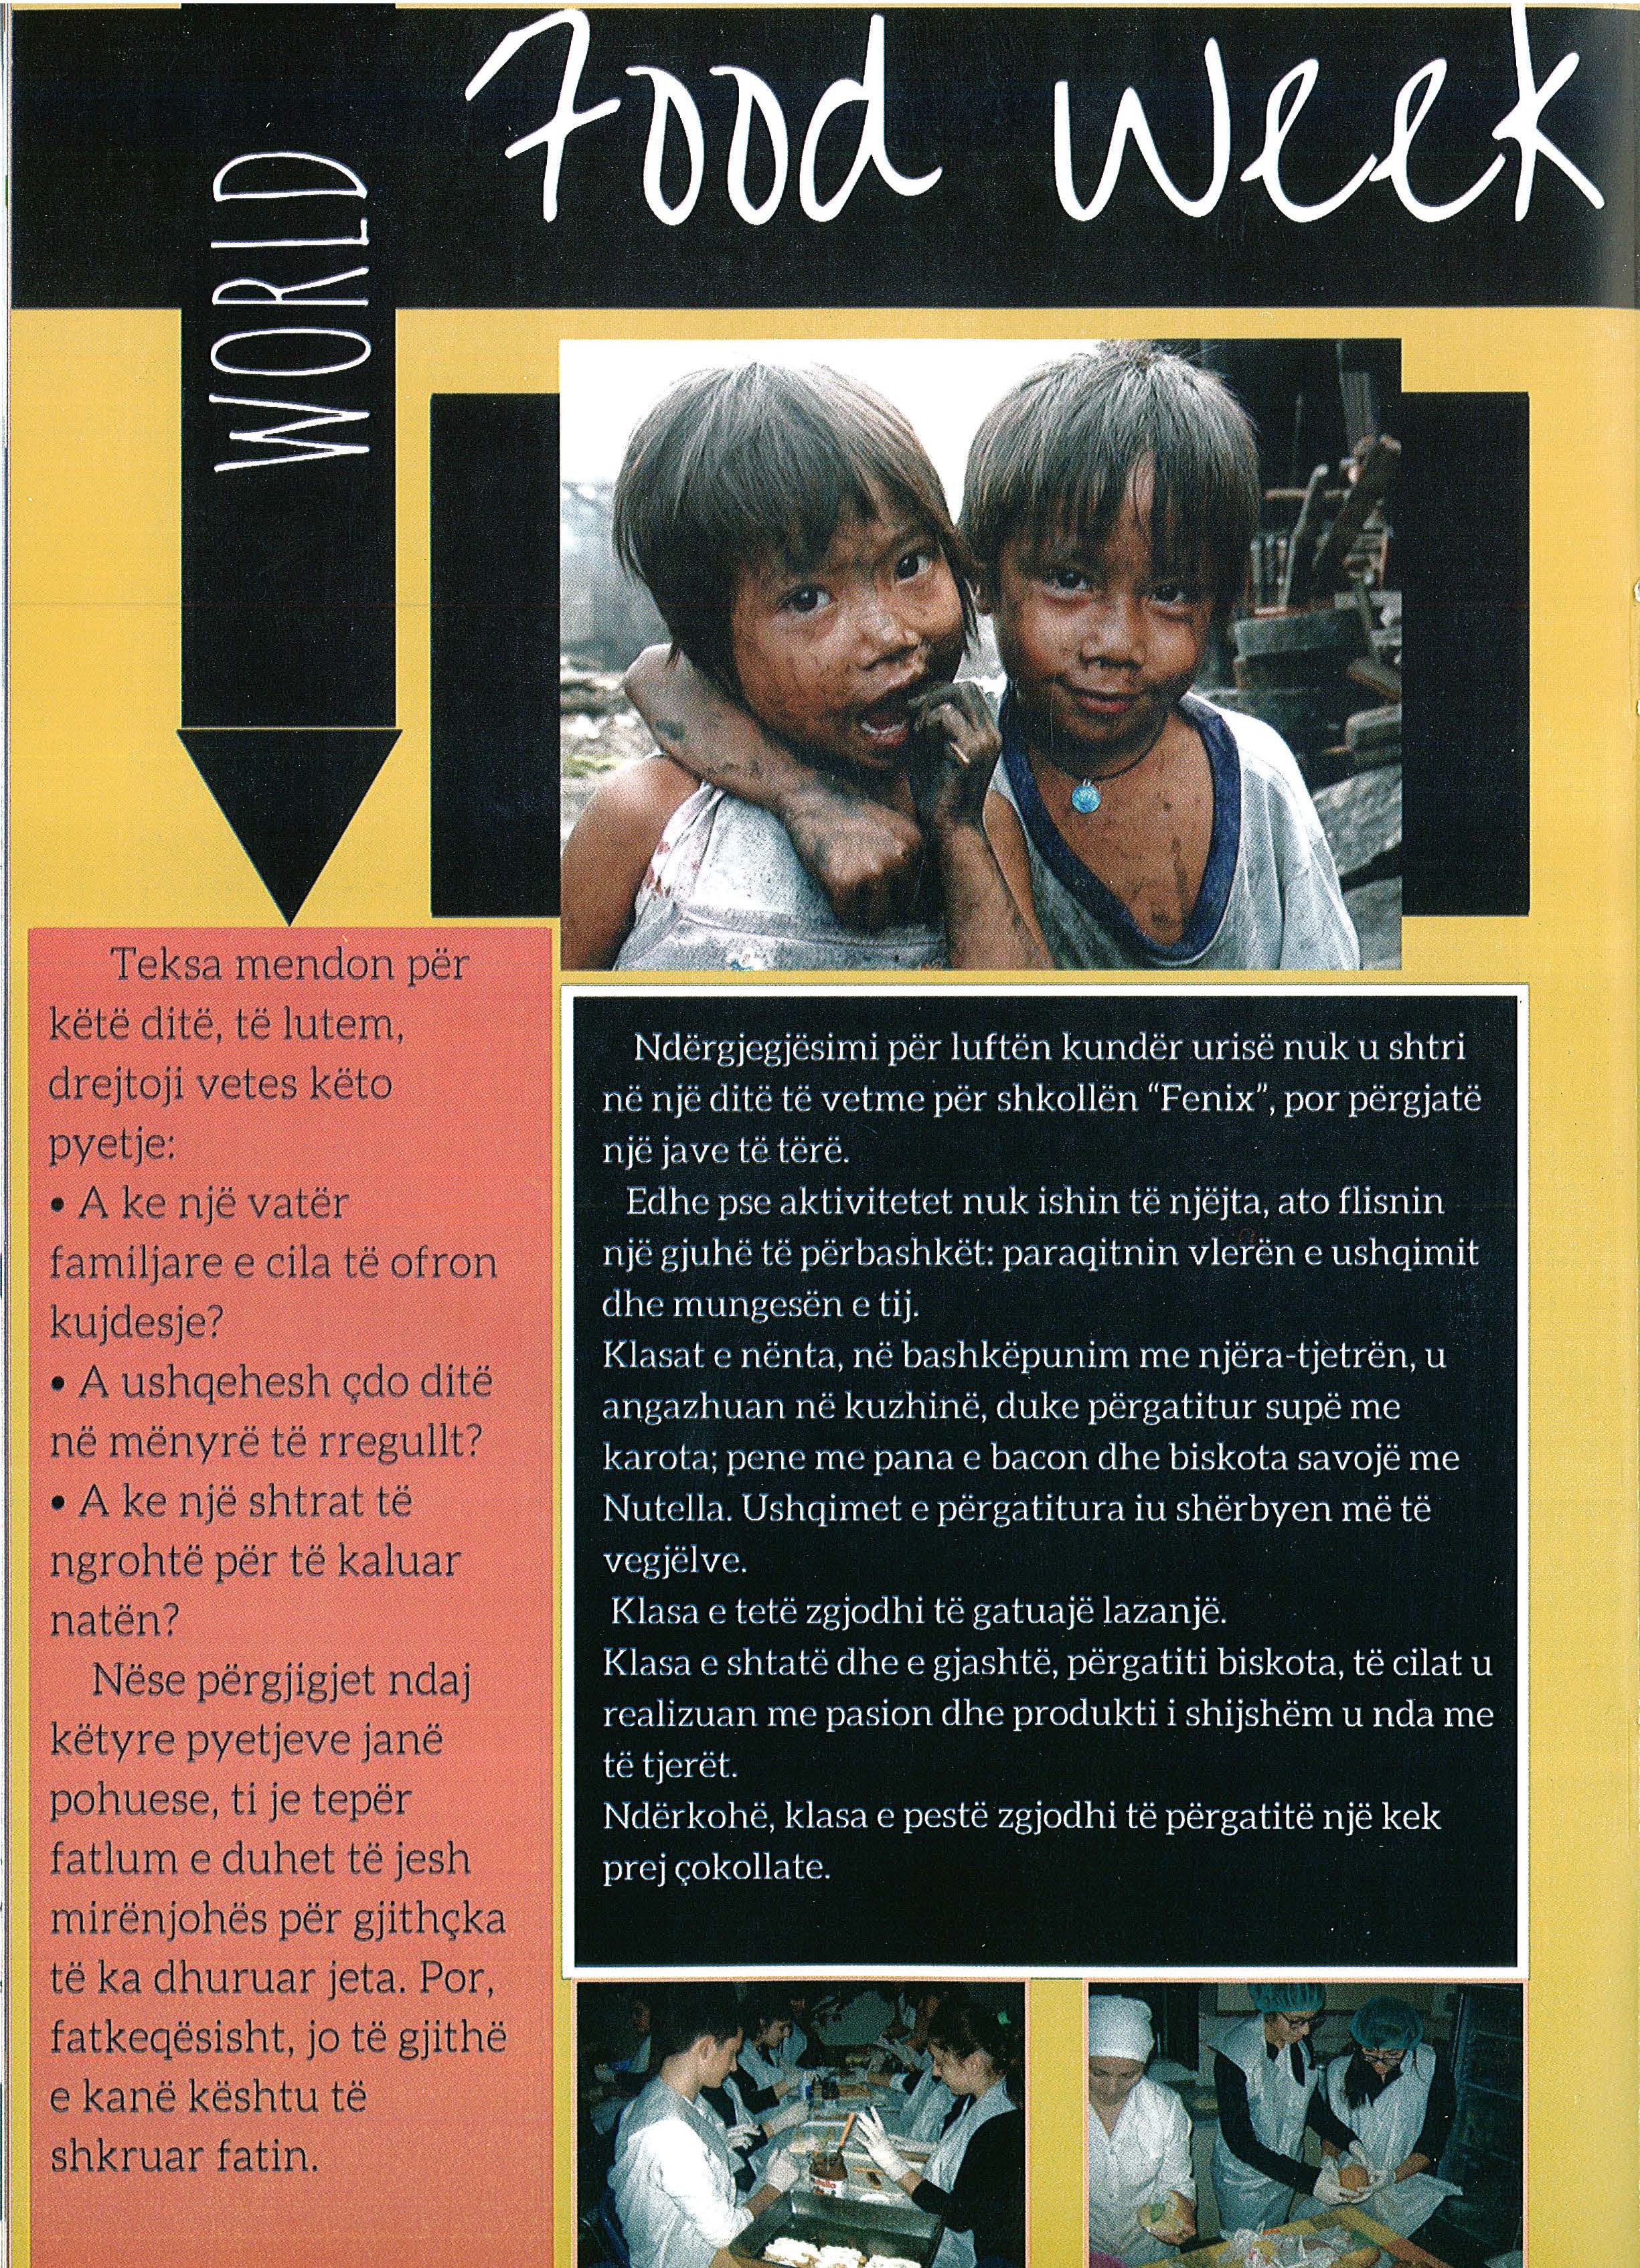 WORLD
Food Week
Teksa mendon për
këtë ditë, të lutem,
drejtoji vetes këto
pyetje:
• A ke një vatër
familjare e cila të ofron
kujdesje?
• A ushqehesh çdo ditë
në mënyrë të rregullt?
• A ke një shtrat të
ngrohtë për të kaluar
natën?
Nëse përgjigjet ndaj
këtyre pyetjeve janë
pohuese, ti je tepër
fatlum e duhet të jesh
mirënjohës për gjithçka
të ka dhuruar jeta. Por,
fatkeqësisht, jo të gjithë
e kanë kështu të
shkruar fatin.
Ndërgjegjësimi për luftën kundër urisë nuk u shtri
në një ditë të vetme për shkollën “Fenix”, por përgjatë
një jave të tërë.
Edhe pse aktivitetet nuk ishin të njëjta, ato flisnin
një gjuhë të përbashkët: paraqitnin vlerën e ushqimit
dhe mungesën e tij.
Klasat e nënta, në bashkëpunim me njëra-tjetrën, u
angazhuan në kuzhinë, duke përgatitur supë me
karota; pene me pana e bacon dhe biskota savojë me
Nutella. Ushqimet e përgatitura iu shërbyen më të
vegjëlve.
Klasa e tetë zgjodhi të gatuajë lazanjë.
Klasa e shtatë dhe e gjashtë, përgatiti biskota, të cilat u
realizuan me pasion dhe produkti i shijshëm u nda me
të tjerët.
Ndërkohë, klasa e pestë zgjodhi të përgatitë një kek
prej çokollate.
nutella